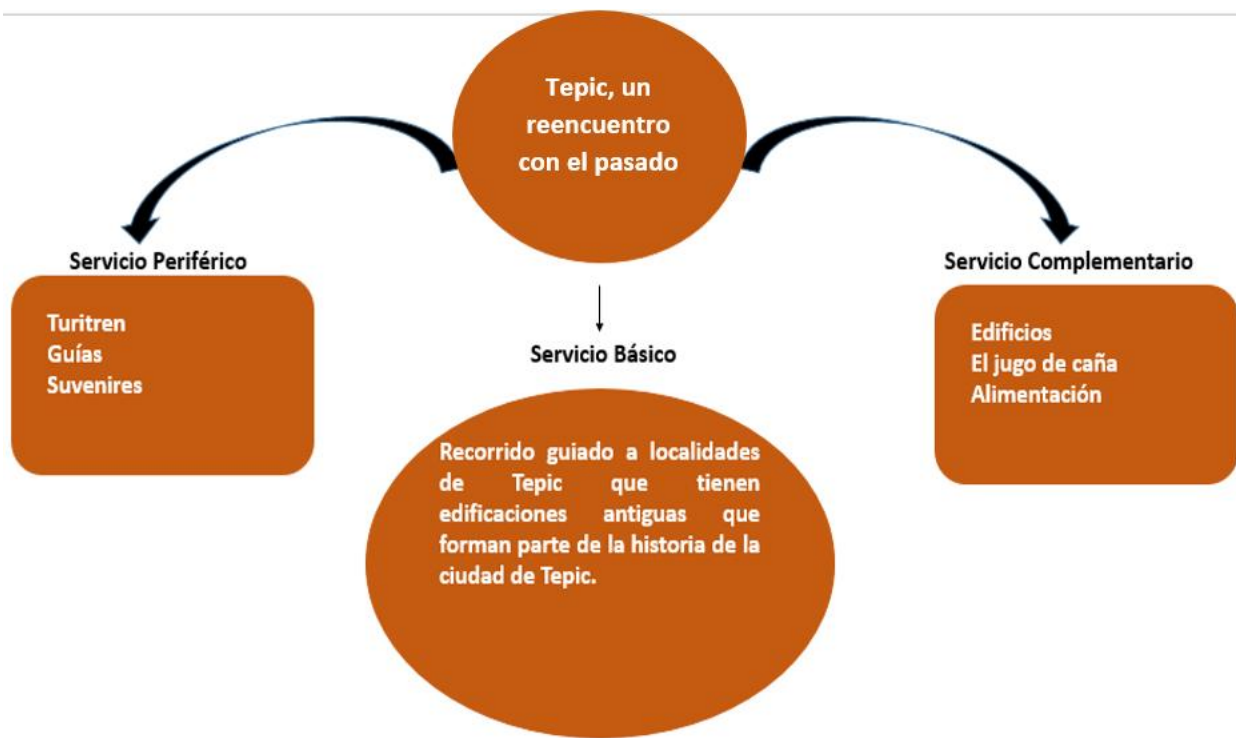 Tepic, un
reencuentro
con el pasado
Servicio Periférico
Turitren
Guías
Suvenires
Servicio Básico
Recorrido guiado a localidades
de Tepic que tienen
edificaciones antiguas que
forman parte de la historia de la
ciudad de Tepic.
Servicio Complementario
Edificios
El jugo de caña
Alimentación